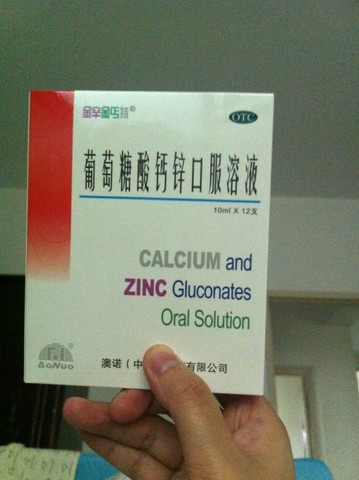 金辛金丐特®
OTC
葡萄糖酸钙锌口服溶液
10ml X 12支
CALCIUM and
ZINC Gluconates
Oral Solution
AoNuo
澳诺(中 有限公司